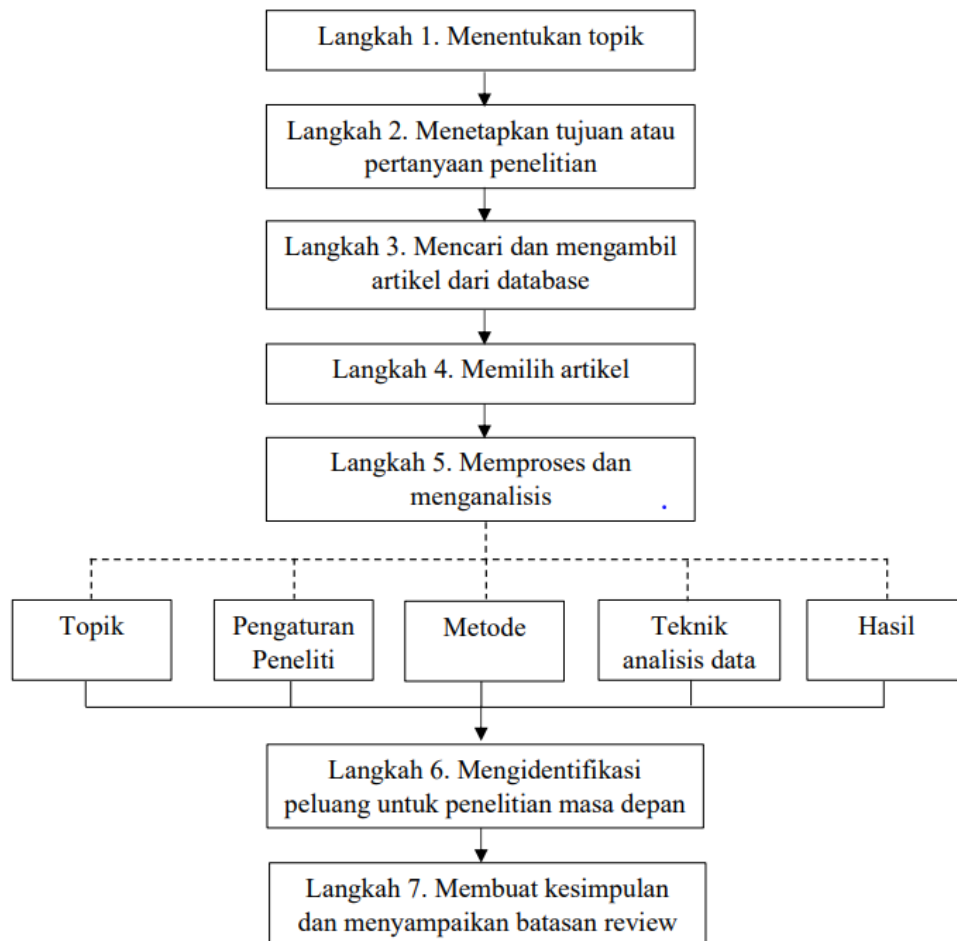 Langkah 1. Menentukan topik
Langkah 2. Menetapkan tujuan atau
pertanyaan penelitian
Langkah 3. Mencari dan mengambil
artikel dari database
Langkah 4. Memilih artikel
Langkah 5. Memproses dan
menganalisis
Topik
Pengaturan
Peneliti
Metode
Teknik
analisis data
Hasil
Langkah 6. Mengidentifikasi
peluang untuk penelitian masa depan
Langkah 7. Membuat kesimpulan
dan menyampaikan batasan review